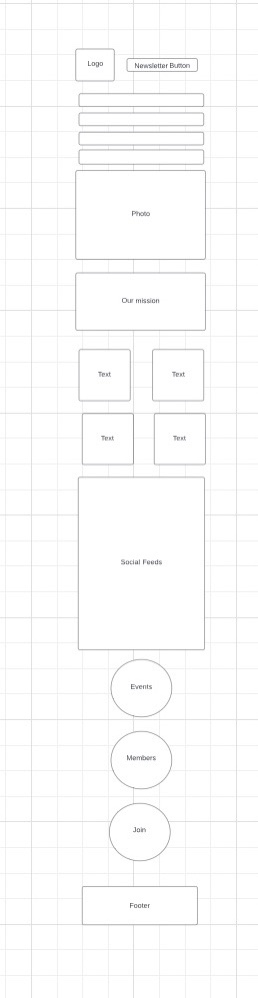 Logo
Newsletter Button
Photo
Our mission
Text
Text
Text
Text
Social Feeds
Events
Members
Join
Footer